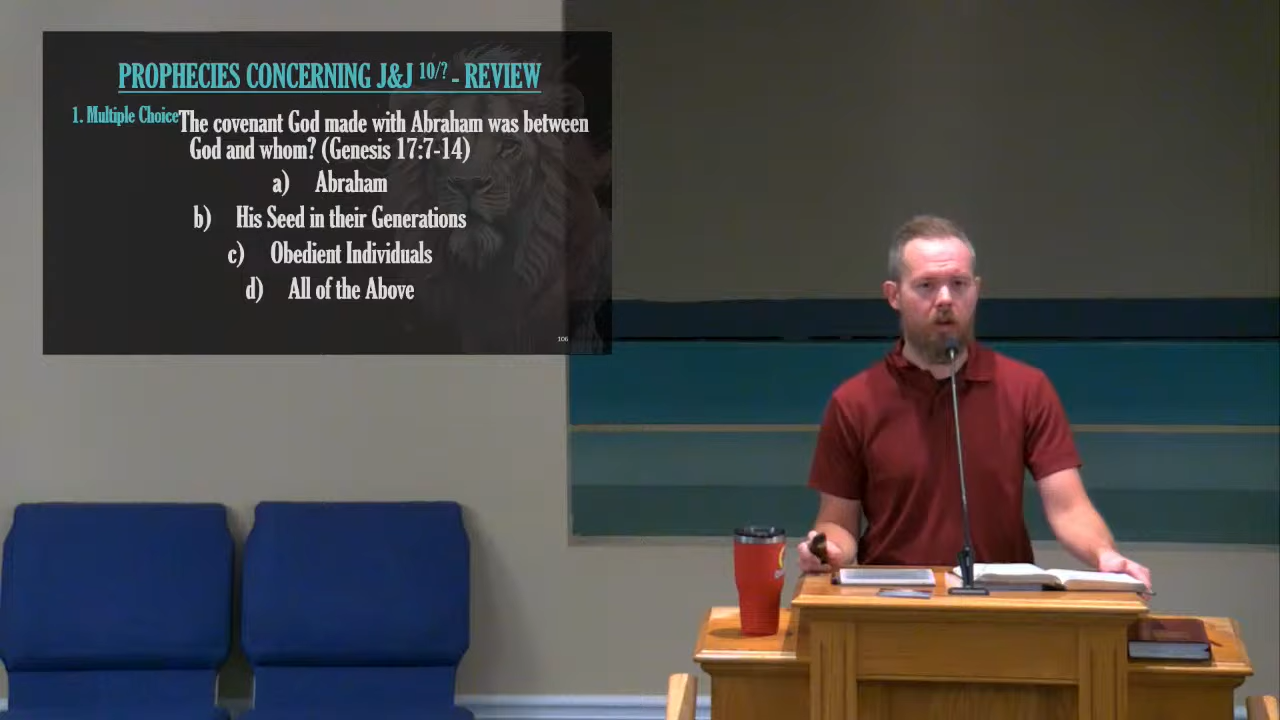 PROPHECIES CONCERNING J&J 10/? - REVIEW
1. Multiple Choice
The covenant God made with Abraham was between
God and whom? (Genesis 17:7-14)
a) Abraham
b) His Seed in their Generations
c) Obedient Individuals
d) All of the Above
106